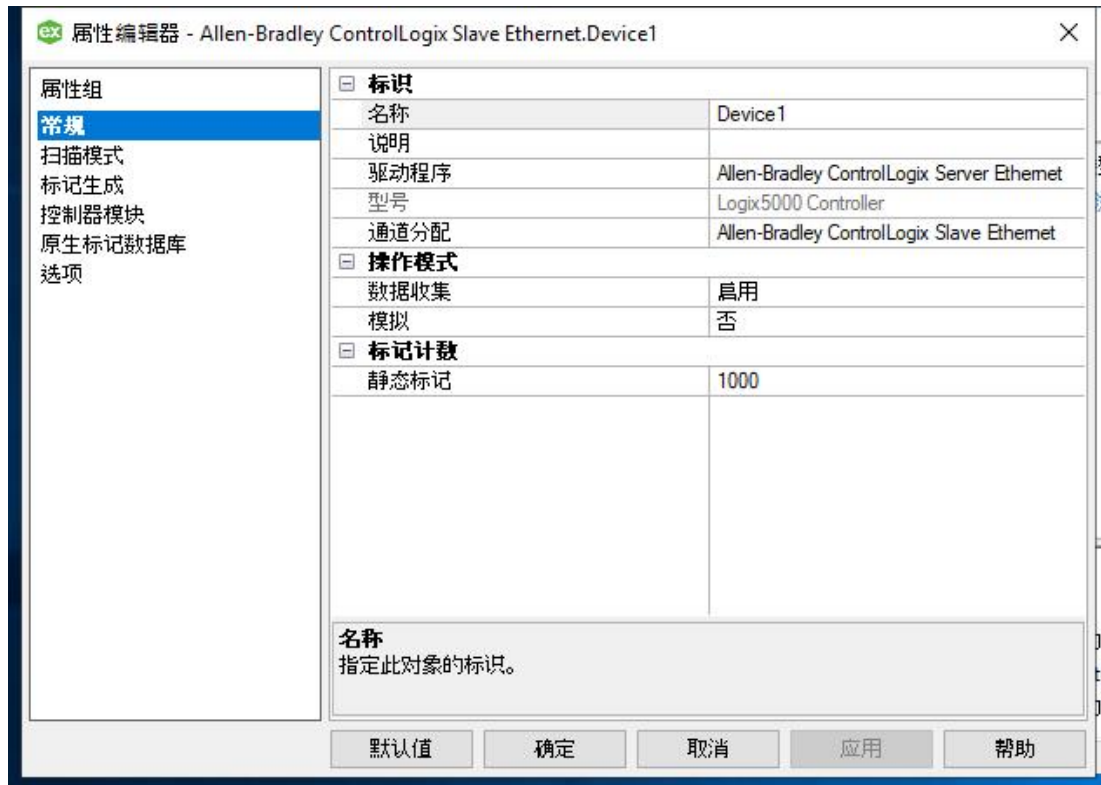 ex 属性编辑器 - Allen-Bradley ControlLogix Slave Ethernet.Device1
属性组
常规
扫描模式
标记生成
控制器模块
原生标记数据库
选项
标识
名称 Device1
说明
驱动程序 Allen-Bradley ControlLogix Server Ethernet
型号 Logix5000 Controller
通道分配 Allen-Bradley ControlLogix Slave Ethernet
操作模式
数据收集 启用
模拟 否
标记计数
静态标记 1000
名称
指定此对象的标识。
默认值 确定 取消 应用 帮助